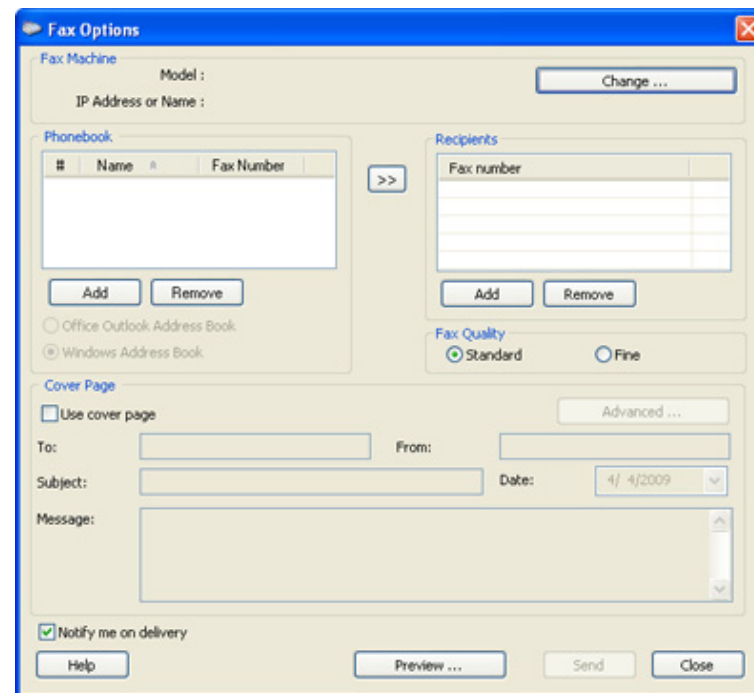 Fax Options
Fax Machine
Model :
Change ...
IP Address or Name :
Phonebook
# Name Fax Number
>>
Recipients
Fax number
Add Remove
Add Remove
Office Outlook Address Book
Windows Address Book
Fax Quality
Standard Fine
Cover Page
Use cover page
Advanced ...
To:
From:
Subject:
Date: 4/ 4/2009
Message:
Notify me on delivery
Help Preview ... Send Close